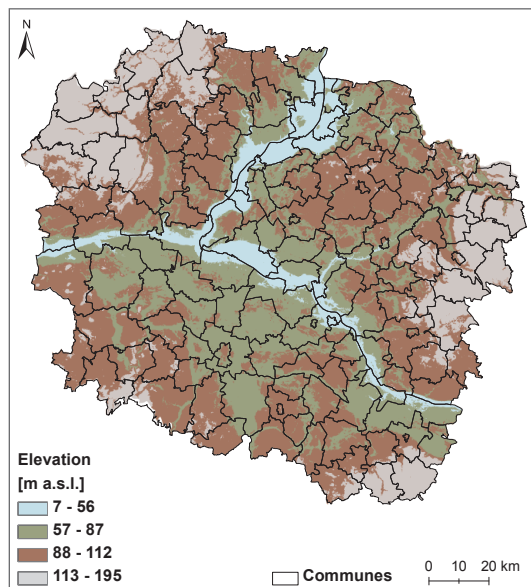 N
Elevation
[m a.s.l.]
7 - 56
57 - 87
88 - 112
113 - 195
Communes
0 10 20 km